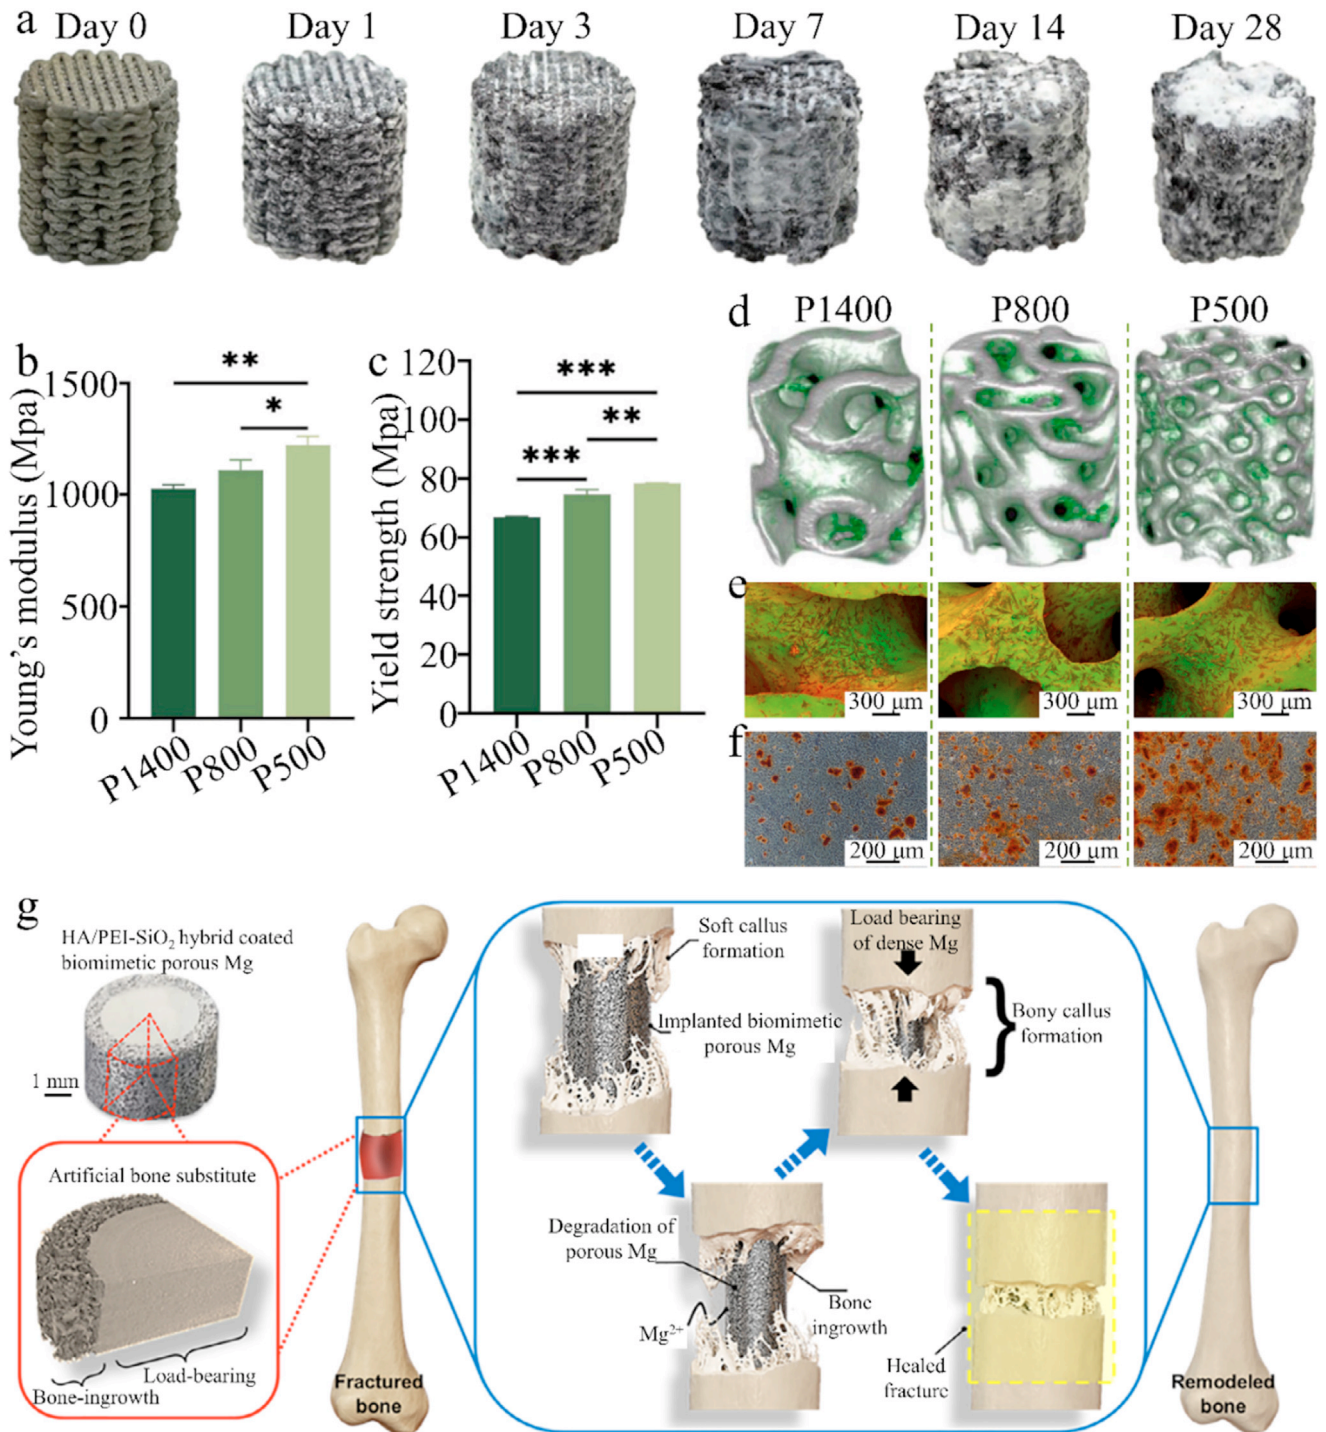 a
Day 0 Day 1 Day 3 Day 7 Day 14 Day 28
b
Young's modulus (Mpa)
1500
1000
500
0
**
*
P1400 P800 P500
c
Yield strength (Mpa)
120
100
80
60
40
20
0
***
**
***
P1400 P800 P500
d
P1400 P800 P500
e
300 μm 300 μm 300 μm
f
200 μm 200 μm 200 μm
g
HA/PEI-SiO₂ hybrid coated
biomimetic porous Mg
1 mm
Artificial bone substitute
Load-bearing
Bone-ingrowth
Fractured
bone
Soft callus
formation
Implanted biomimetic
porous Mg
Load bearing
of dense Mg
Bony callus
formation
Degradation of
porous Mg
Mg²⁺
Bone
ingrowth
Healed
fracture
Remodeled
bone